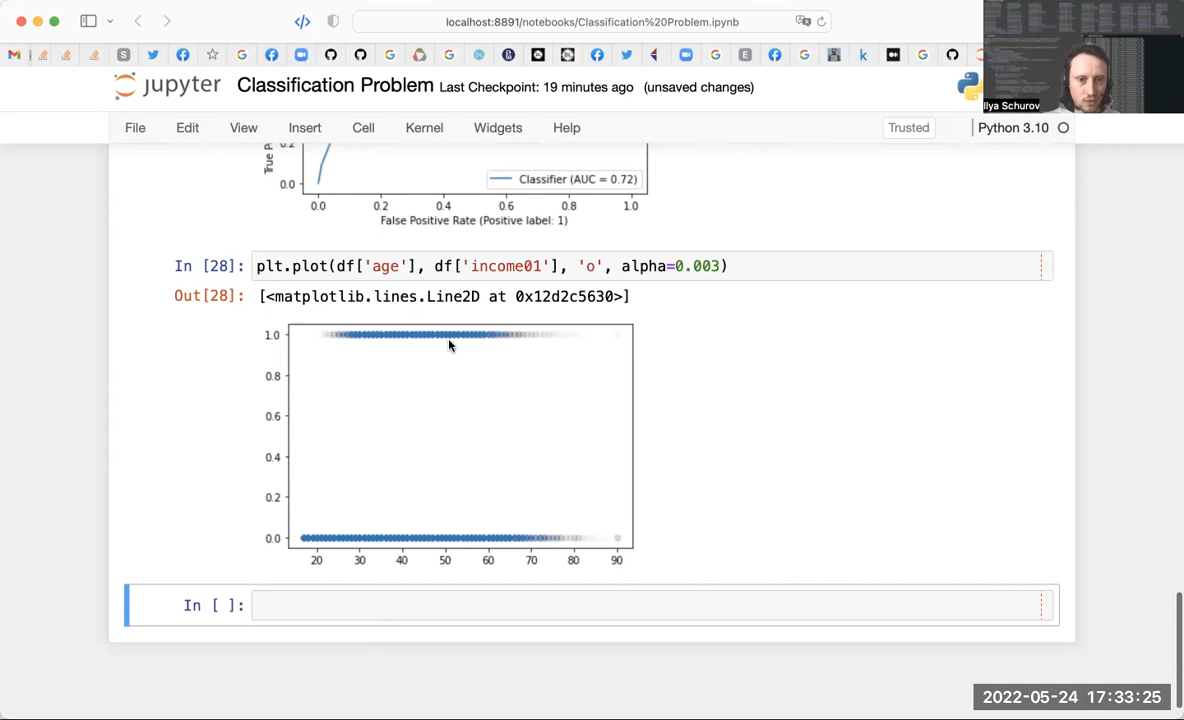 localhost:8891/notebooks/Classification%20Problem.ipynb
jupyter Classification Problem Last Checkpoint: 19 minutes ago (unsaved changes)
Ilya Schurov
File Edit View Insert Cell Kernel Widgets Help Trusted Python 3.10
0.2
True P
0.0
Classifier (AUC = 0.72)
0.0 0.2 0.4 0.6 0.8 1.0
False Positive Rate (Positive label: 1)
In [28]: plt.plot(df['age'], df['income01'], 'o', alpha=0.003)
Out[28]: [<matplotlib.lines.Line2D at 0x12d2c5630>]
1.0
0.8
0.6
0.4
0.2
0.0
20 30 40 50 60 70 80 90
In [ ]:
2022-05-24 17:33:25